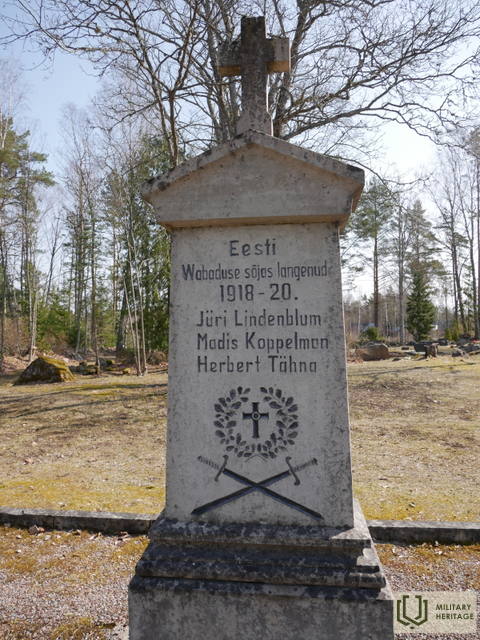 Eesti
Wabaduse sõjas langenud
1918-20.
Jüri Lindenblum
Madis Koppelman
Herbert Tähna
MILITARY
HERITAGE